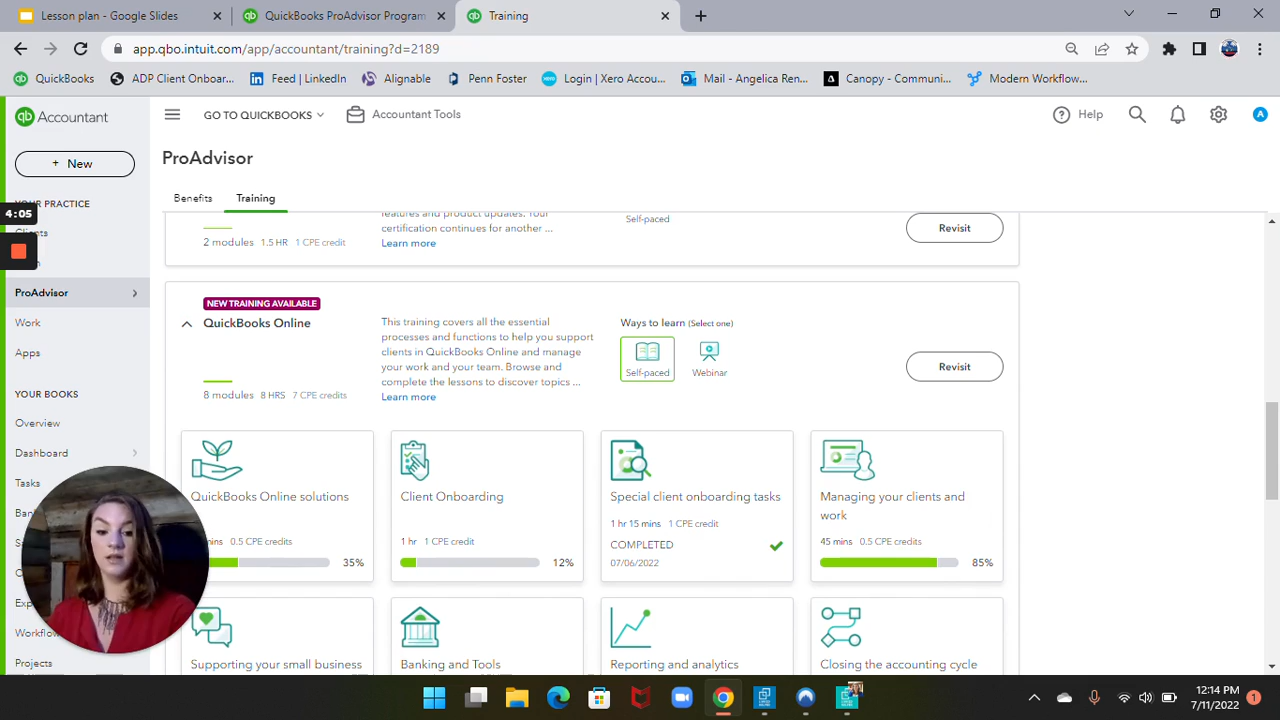 Lesson plan - Google Slides
QuickBooks ProAdvisor Program
Training
app.qbo.intuit.com/app/accountant/training?d=2189
QuickBooks
ADP Client Onboar...
Feed | LinkedIn
Alignable
Penn Foster
Login | Xero Accou...
Mail - Angelica Ren...
Canopy - Communi...
Modern Workflow...
qb Accountant
GO TO QUICKBOOKS
Accountant Tools
Help
A
+ New
ProAdvisor
Benefits
Training
YOUR PRACTICE
4:05
Clients
ProAdvisor
Work
Apps
YOUR BOOKS
Overview
Dashboard
Tasks
Projects
features and product updates. Your
certification continues for another ...
Learn more
Self-paced
2 modules 1.5 HR 1 CPE credit
Revisit
NEW TRAINING AVAILABLE
QuickBooks Online
8 modules 8 HRS 7 CPE credits
This training covers all the essential
processes and functions to help you support
clients in QuickBooks Online and manage
your work and your team. Browse and
complete the lessons to discover topics ...
Learn more
Ways to learn (Select one)
Self-paced
Webinar
Revisit
QuickBooks Online solutions
mins 0.5 CPE credits
35%
Client Onboarding
1 hr 1 CPE credit
12%
Special client onboarding tasks
1 hr 15 mins 1 CPE credit
COMPLETED
07/06/2022
Managing your clients and
work
45 mins 0.5 CPE credits
85%
Supporting your small business
Banking and Tools
Reporting and analytics
Closing the accounting cycle
12:14 PM
7/11/2022
1